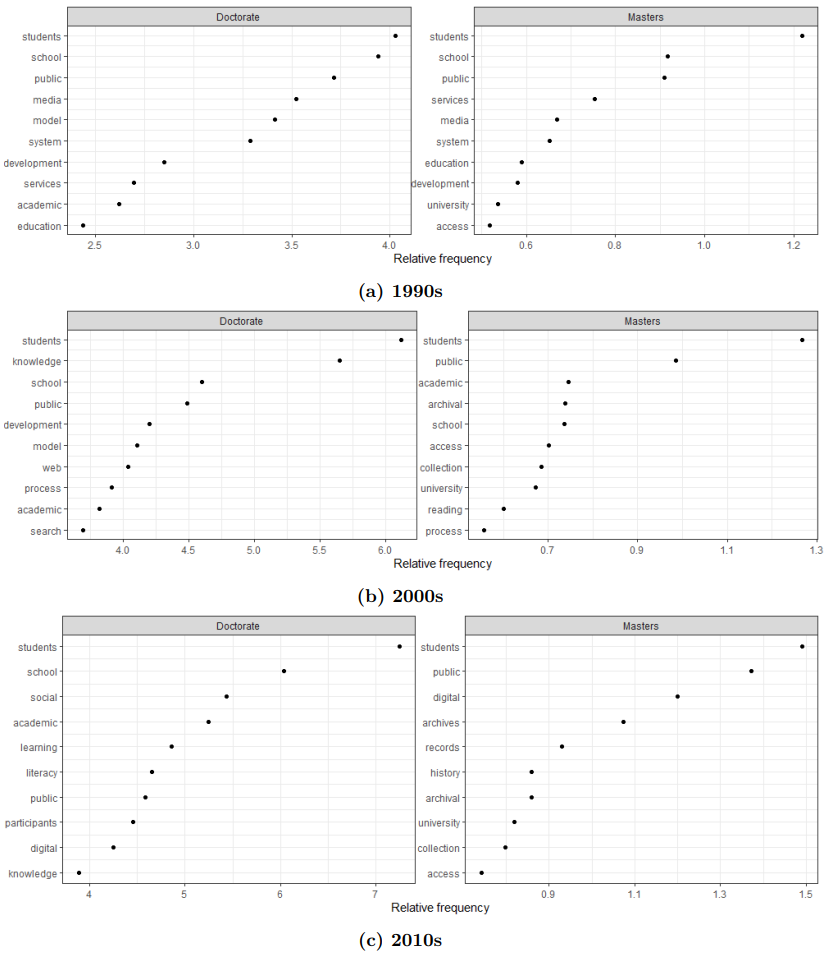 Doctorate
students
school
public
media
model
system
development
services
academic
education
2.5 3.0 3.5 4.0
Masters
students
school
public
services
media
system
education
development
university
access
0.6 0.8 1.0 1.2
Relative frequency
(a) 1990s
Doctorate
students
knowledge
school
public
development
model
web
process
academic
search
4.0 4.5 5.0 5.5 6.0
Masters
students
public
academic
archival
school
access
collection
university
reading
process
0.7 0.9 1.1 1.3
Relative frequency
(b) 2000s
Doctorate
students
school
social
academic
learning
literacy
public
participants
digital
knowledge
4 5 6 7
Masters
students
public
digital
archives
records
history
archival
university
collection
access
0.9 1.1 1.3 1.5
Relative frequency
(c) 2010s